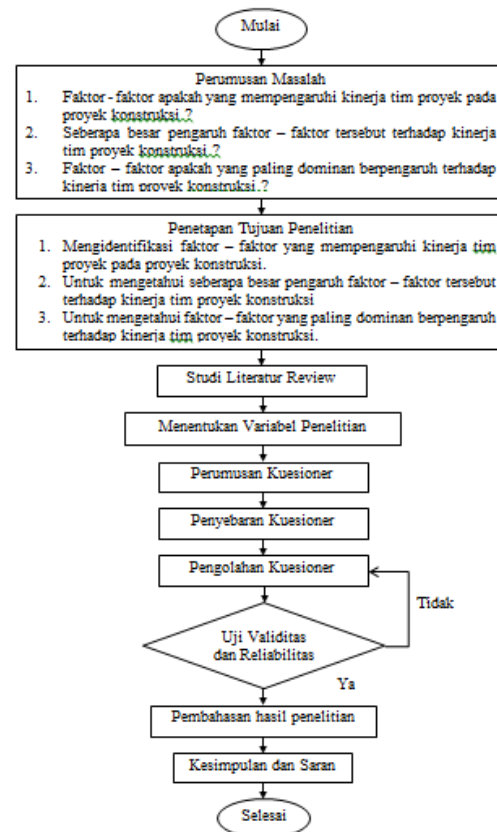 Mulai
Perumusan Masalah
1. Faktor - faktor apakah yang mempengaruhi kinerja tim proyek pada
proyek konstruksi.?
2. Seberapa besar pengaruh faktor – faktor tersebut terhadap kinerja
tim proyek konstruksi.?
3. Faktor – faktor apakah yang paling dominan berpengaruh terhadap
kinerja tim proyek konstruksi.?
Penetapan Tujuan Penelitian
1. Mengidentifikasi faktor – faktor yang mempengaruhi kinerja tim
proyek pada proyek konstruksi.
2. Untuk mengetahui seberapa besar pengaruh faktor – faktor tersebut
terhadap kinerja tim proyek konstruksi
3. Untuk mengetahui faktor – faktor yang paling dominan berpengaruh
terhadap kinerja tim proyek konstruksi.
Studi Literatur Review
Menentukan Variabel Penelitian
Perumusan Kuesioner
Penyebaran Kuesioner
Pengolahan Kuesioner
Tidak
Uji Validitas
dan Reliabilitas
Ya
Pembahasan hasil penelitian
Kesimpulan dan Saran
Selesai